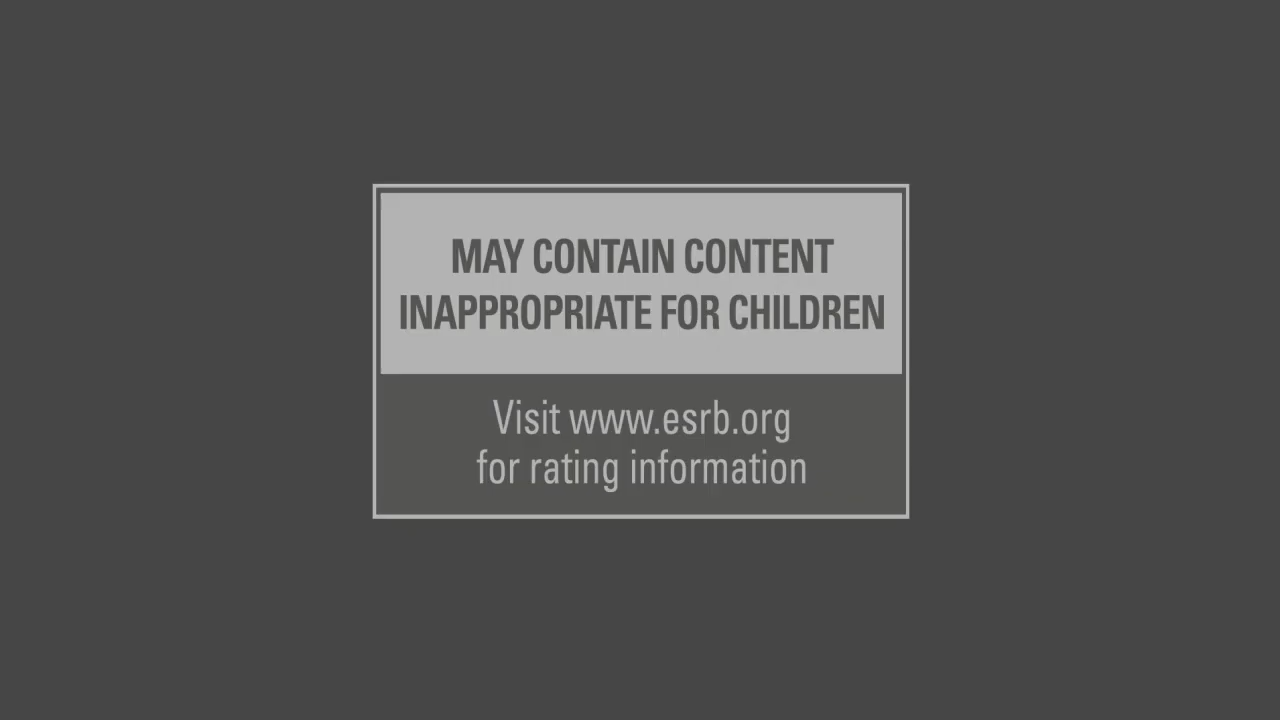 MAY CONTAIN CONTENT
INAPPROPRIATE FOR CHILDREN
Visit www.esrb.org
for rating information